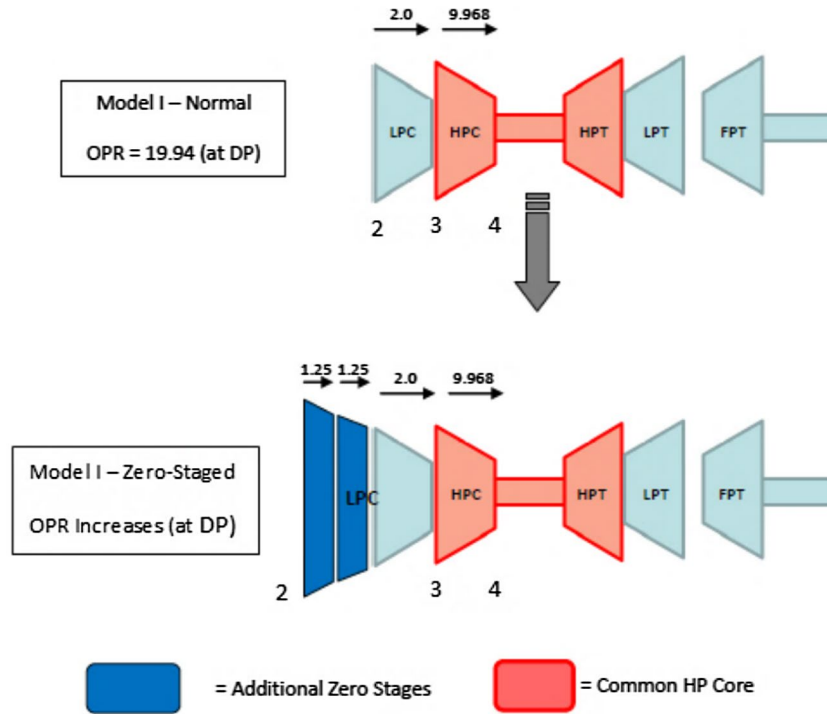 2.0 9.968
Model I – Normal
OPR = 19.94 (at DP)
LPC HPC HPT LPT FPT
2 3 4
1.25 1.25 2.0 9.968
Model I – Zero-Staged
OPR Increases (at DP)
LPC HPC HPT LPT FPT
2 3 4
= Additional Zero Stages = Common HP Core